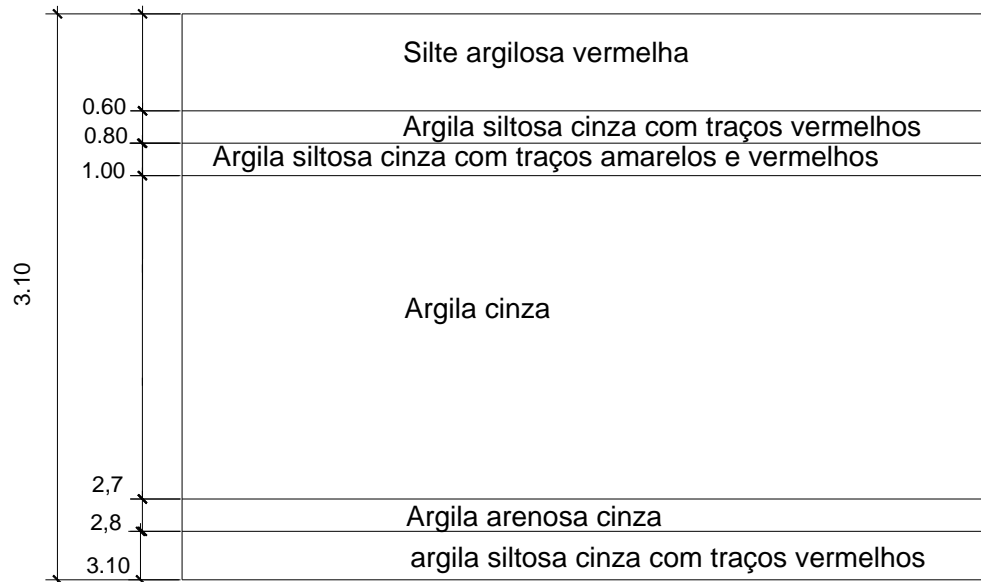 Silte argilosa vermelha
0.60
Argila siltosa cinza com traços vermelhos
0.80
Argila siltosa cinza com traços amarelos e vermelhos
1.00
3.10
Argila cinza
2,7
Argila arenosa cinza
2,8
argila siltosa cinza com traços vermelhos
3.10